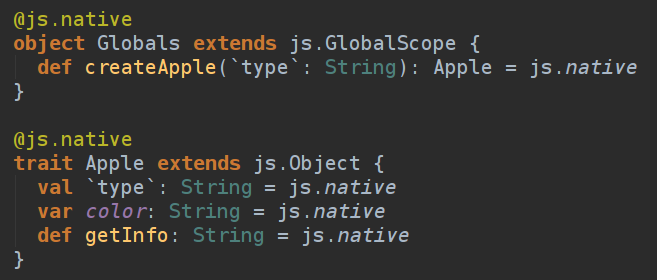 @js.native
object Globals extends js.GlobalScope {
  def createApple(`type`: String): Apple = js.native
}

@js.native
trait Apple extends js.Object {
  val `type`: String = js.native
  var color: String = js.native
  def getInfo: String = js.native
}